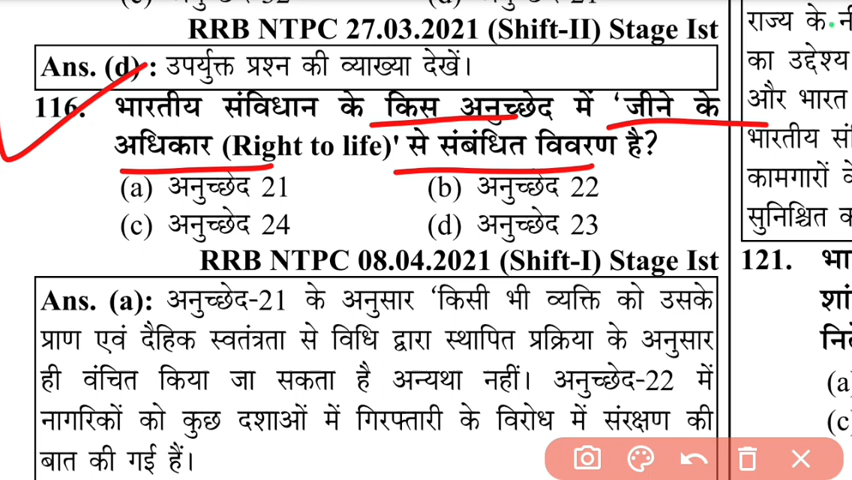 RRB NTPC 27.03.2021 (Shift-II) Stage Ist
Ans. (d) : उपर्युक्त प्रश्न की व्याख्या देखें।
116. भारतीय संविधान के किस अनुच्छेद में 'जीने के
अधिकार (Right to life)' से संबंधित विवरण है?
(a) अनुच्छेद 21 (b) अनुच्छेद 22
(c) अनुच्छेद 24 (d) अनुच्छेद 23
RRB NTPC 08.04.2021 (Shift-I) Stage Ist
Ans. (a): अनुच्छेद-21 के अनुसार 'किसी भी व्यक्ति को उसके
प्राण एवं दैहिक स्वतंत्रता से विधि द्वारा स्थापित प्रक्रिया के अनुसार
ही वंचित किया जा सकता है अन्यथा नहीं। अनुच्छेद-22 में
नागरिकों को कुछ दशाओं में गिरफ्तारी के विरोध में संरक्षण की
बात की गई हैं।
राज्य के
का उद्देश्य
और भारत
भारतीय
कामगारों
सुनिश्चित
121.
(a)
(c